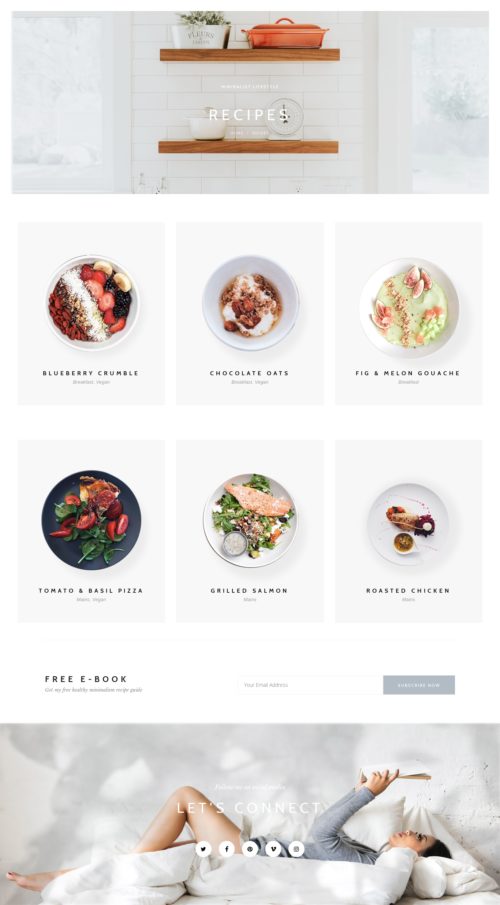 FLEURS
MINIMALIST LIFESTYLE
RECIPES
HOME
BLUEBERRY CRUMBLE
Breakfast, Vegan
CHOCOLATE OATS
Breakfast, Vegan
FIG & MELON GOUACHE
Breakfast
TOMATO & BASIL PIZZA
Mains, Vegan
GRILLED SALMON
Mains
ROASTED CHICKEN
Mains
FREE E-BOOK
Get my free healthy minimalism recipe guide
Your Email Address
SUBSCRIBE NOW
Follow me on social media
LET'S CONNECT